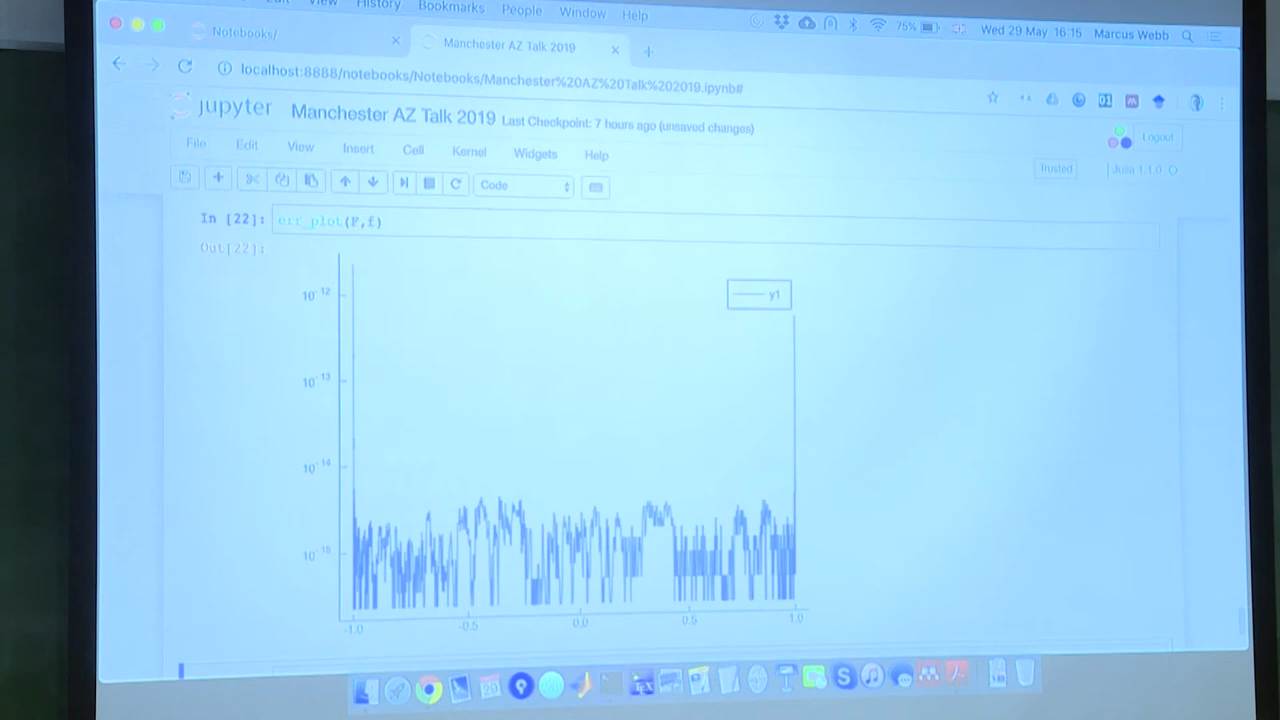 View History Bookmarks People Window Help 75% Wed 29 May 16:15 Marcus Webb
Notebooks/ × Manchester AZ Talk 2019 × +
localhost:8888/notebooks/Notebooks/Manchester%20AZ%20Talk%202019.ipynb#
jupyter Manchester AZ Talk 2019 Last Checkpoint: 7 hours ago (unsaved changes) Logout
File Edit View Insert Cell Kernel Widgets Help Trusted Julia 1.1.0
Code
In [22]: err_plot(F,f)
Out[22]:
10-12
y1
10-13
10-14
10-15
-1.0 -0.5 0.0 0.5 1.0